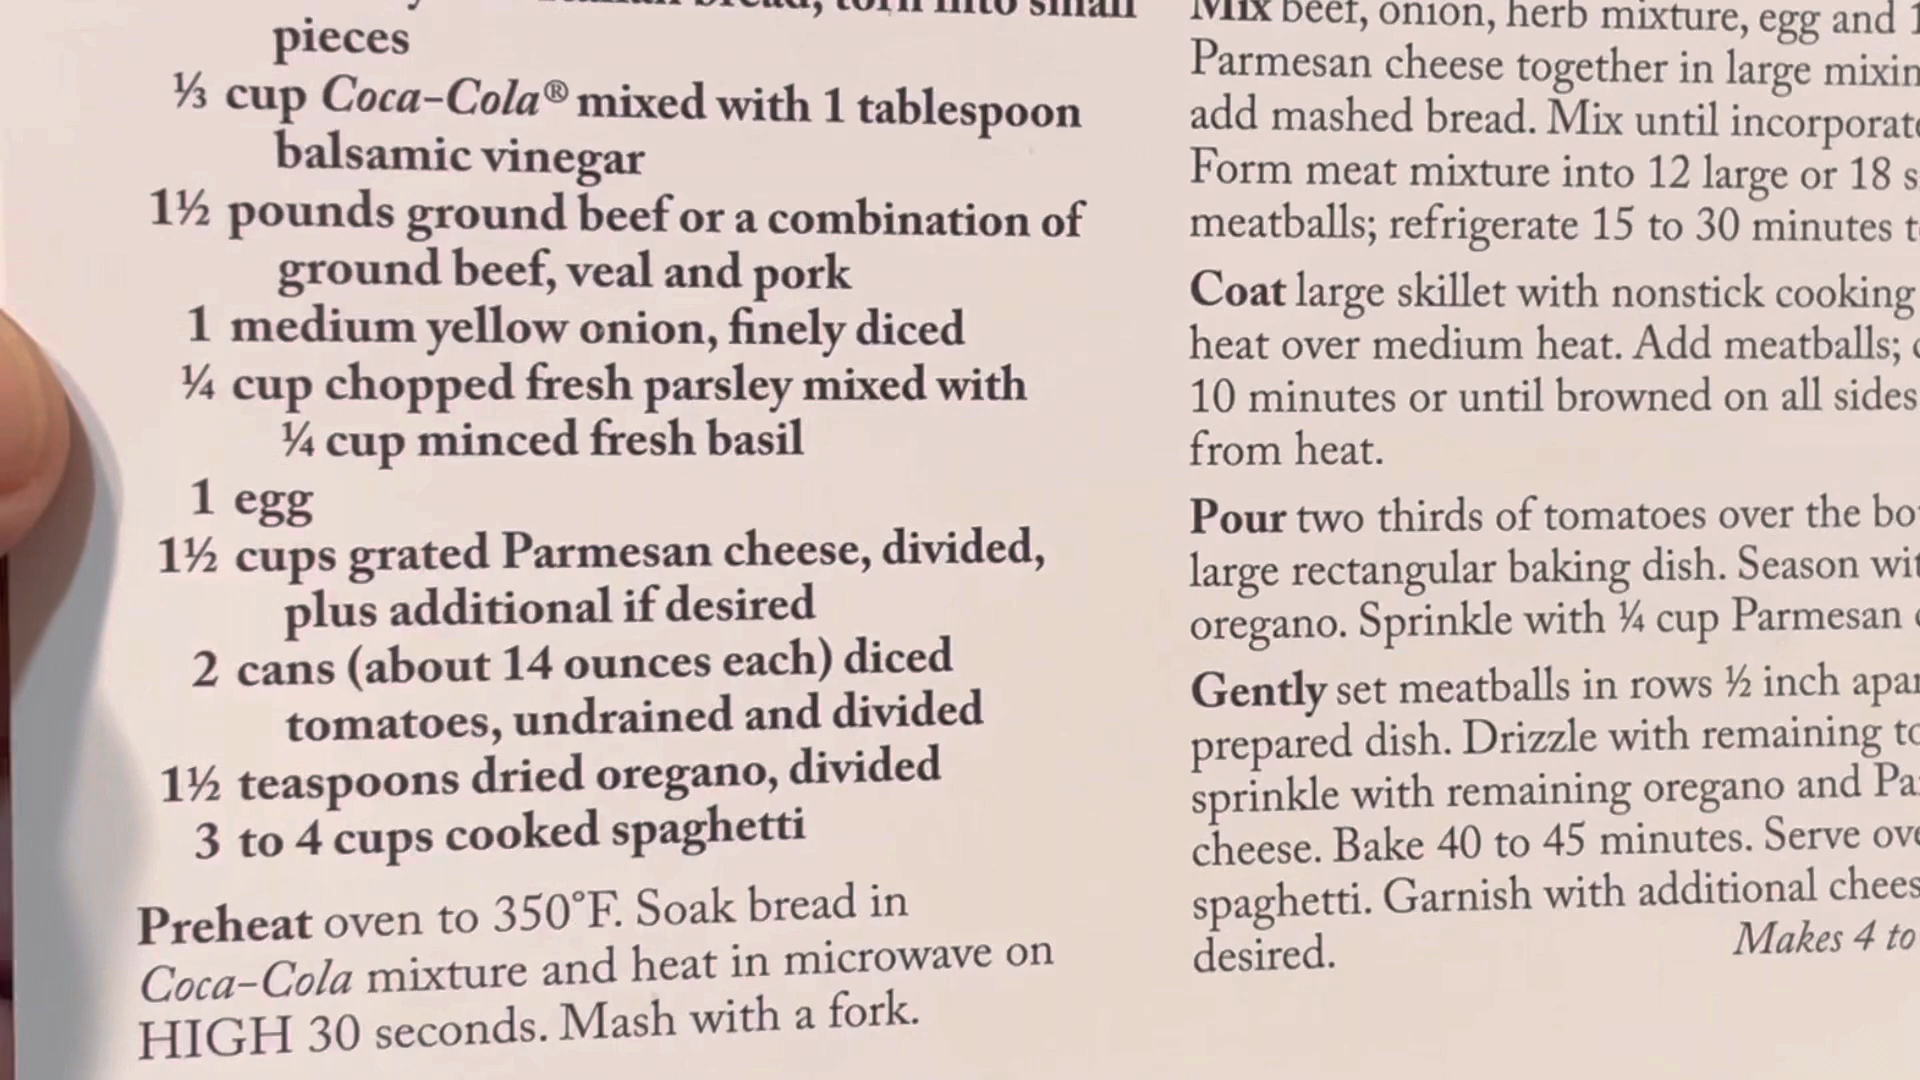 bread, torn into small
pieces
⅓ cup Coca-Cola® mixed with 1 tablespoon
balsamic vinegar
1½ pounds ground beef or a combination of
ground beef, veal and pork
1 medium yellow onion, finely diced
¼ cup chopped fresh parsley mixed with
¼ cup minced fresh basil
1 egg
1½ cups grated Parmesan cheese, divided,
plus additional if desired
2 cans (about 14 ounces each) diced
tomatoes, undrained and divided
1½ teaspoons dried oregano, divided
3 to 4 cups cooked spaghetti
Preheat oven to 350°F. Soak bread in
Coca-Cola mixture and heat in microwave on
HIGH 30 seconds. Mash with a fork.
Mix beef, onion, herb mixture, egg and
Parmesan cheese together in large
add mashed bread. Mix until
Form meat mixture into 12 large or 18
meatballs; refrigerate 15 to 30 minutes
Coat large skillet with nonstick cooking
heat over medium heat. Add meatballs;
10 minutes or until browned on all sides
from heat.
Pour two thirds of tomatoes over the
large rectangular baking dish. Season
oregano. Sprinkle with ¼ cup Parmesan
Gently set meatballs in rows ½ inch
prepared dish. Drizzle with remaining
sprinkle with remaining oregano and
cheese. Bake 40 to 45 minutes. Serve
spaghetti. Garnish with additional
desired.
Makes 4 to